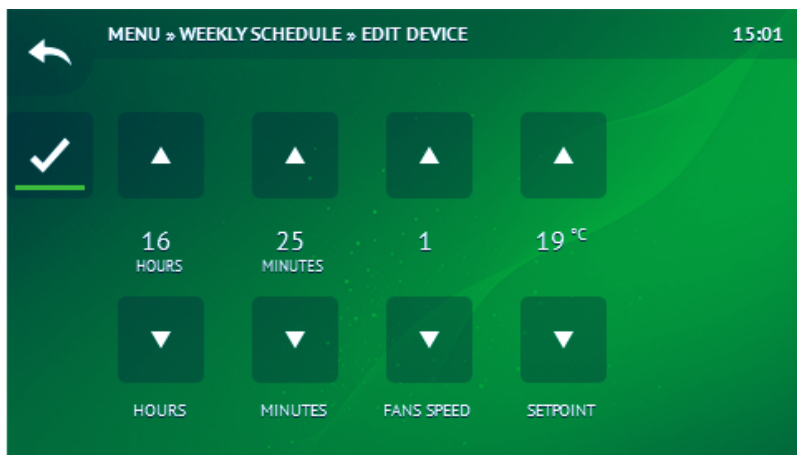 MENU » WEEKLY SCHEDULE » EDIT DEVICE 15:01
16 25 1 19 °C
HOURS MINUTES
HOURS MINUTES FANS SPEED SETPOINT